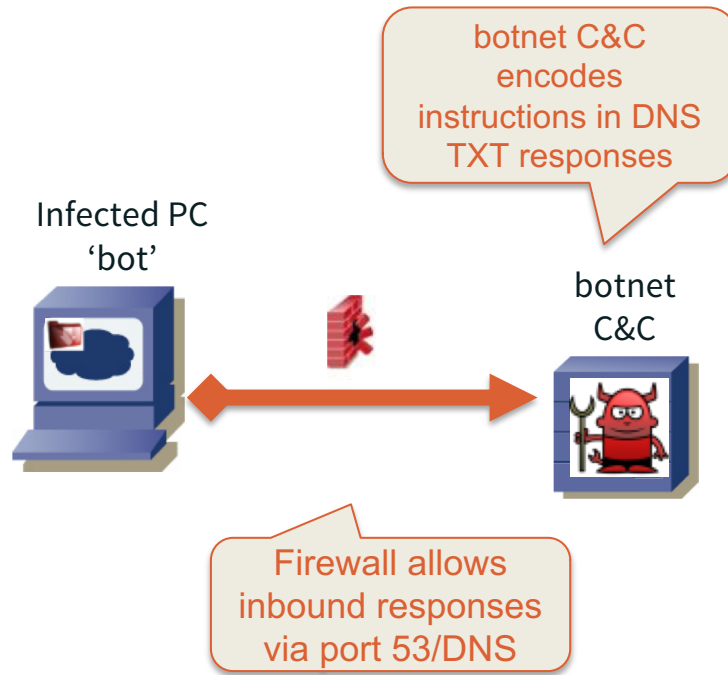 botnet C&C
encodes
instructions in DNS
TXT responses
Infected PC
‘bot’
botnet
C&C
Firewall allows
inbound responses
via port 53/DNS